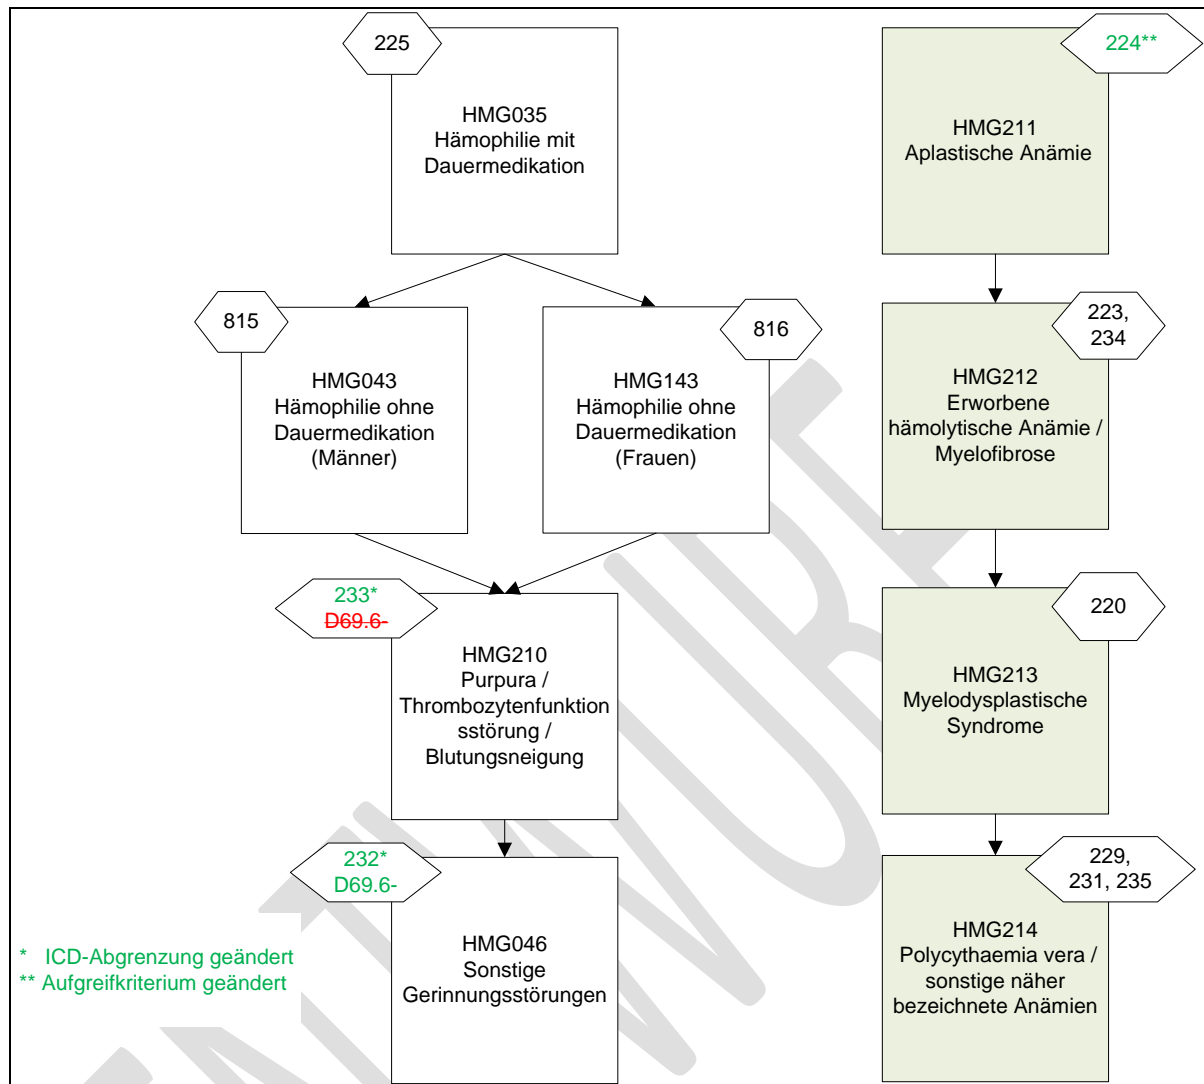 225
HMG035
Hämophilie mit
Dauermedikation
224**
HMG211
Aplastische Anämie
815
HMG043
Hämophilie ohne
Dauermedikation
(Männer)
816
HMG143
Hämophilie ohne
Dauermedikation
(Frauen)
223,
234
HMG212
Erworbene
hämolytische Anämie /
Myelofibrose
233*
D69.6-
HMG210
Purpura /
Thrombozytenfunktion
sstörung /
Blutungsneigung
220
HMG213
Myelodysplastische
Syndrome
232*
D69.6-
HMG046
Sonstige
Gerinnungsstörungen
229,
231, 235
HMG214
Polycythaemia vera /
sonstige näher
bezeichnete Anämien
* ICD-Abgrenzung geändert
** Aufgreifkriterium geändert